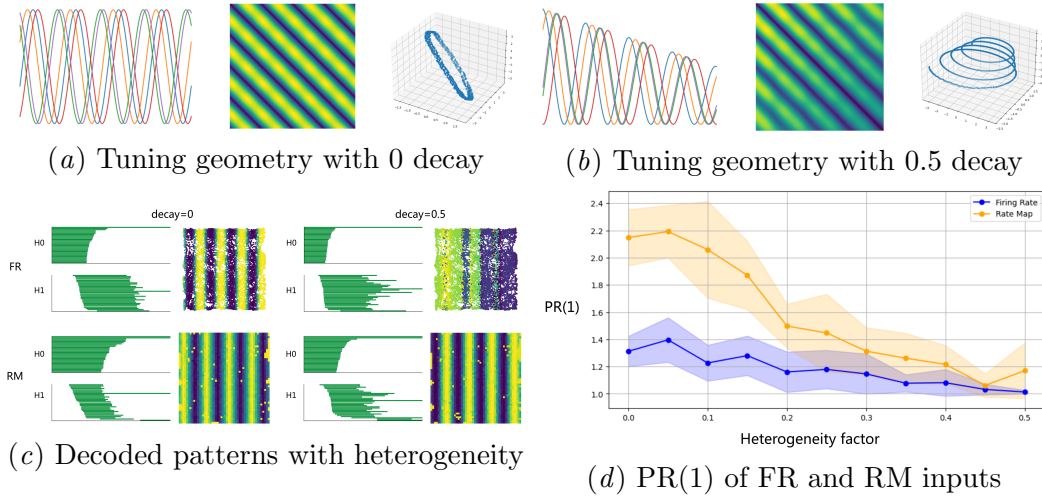 (a) Tuning geometry with 0 decay
(b) Tuning geometry with 0.5 decay
decay=0
decay=0.5
H0
H0
FR
H1
H1
H0
H0
RM
H1
H1
(c) Decoded patterns with heterogeneity
Firing Rate
Rate Map
2.4
2.2
2.0
1.8
PR(1)
1.6
1.4
1.2
1.0
0.0
0.1
0.2
0.3
0.4
0.5
Heterogeneity factor
(d) PR(1) of FR and RM inputs